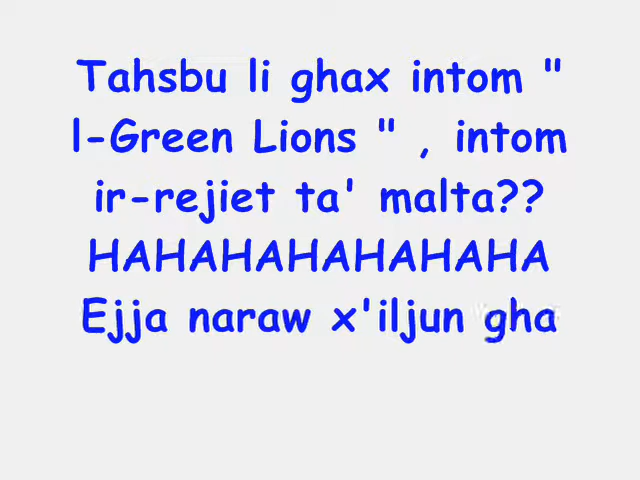 Tahsbu li ghax intom "
l-Green Lions " , intom
ir-rejiet ta' malta??
HAHAHAHAHAHAHA
Ejja naraw x'iljun gha